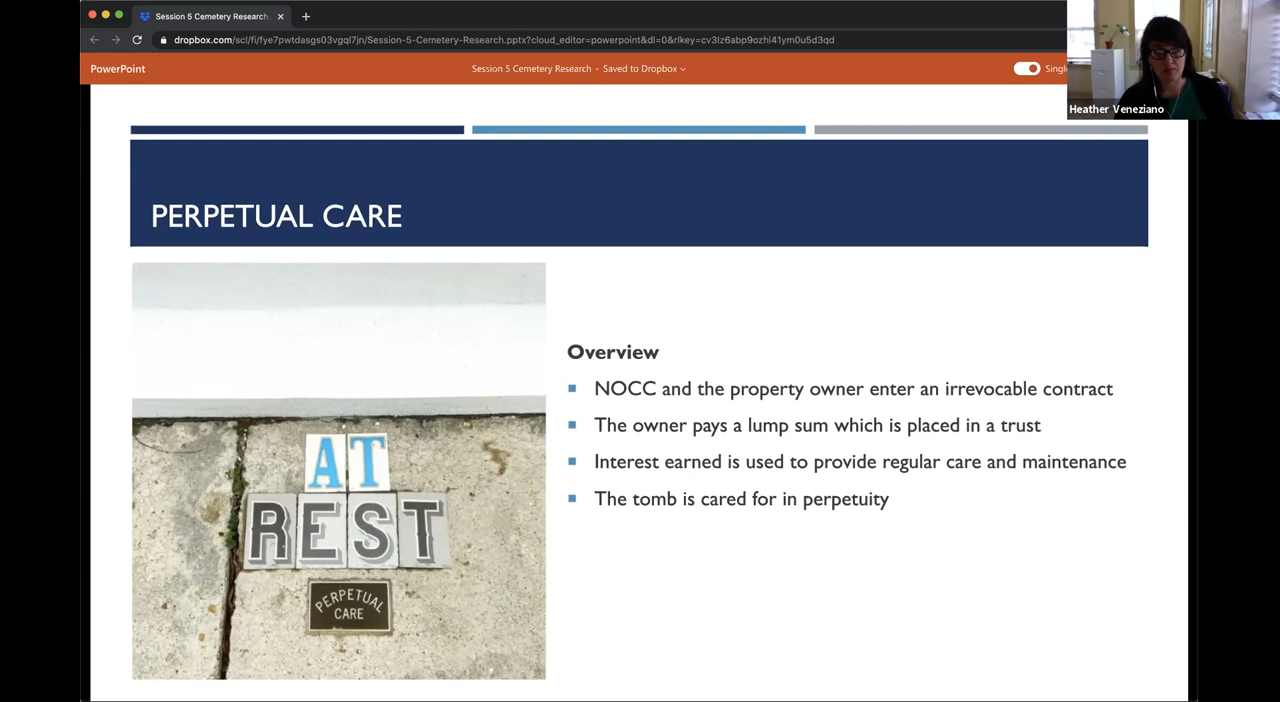 Session 5 Cemetery Research.
dropbox.com/scl/fi/fye7pwtdasgs03vgql7jn/Session-5-Cemetery-Research.pptx?cloud_editor=powerpoint&dl=0&rlkey=cv3lz6abp9ozhi41ym0u5d3qd
PowerPoint
Session 5 Cemetery Research - Saved to Dropbox
Singl
Heather Veneziano
PERPETUAL CARE
AT
REST
PERPETUAL
CARE
Overview
NOCC and the property owner enter an irrevocable contract
The owner pays a lump sum which is placed in a trust
Interest earned is used to provide regular care and maintenance
The tomb is cared for in perpetuity